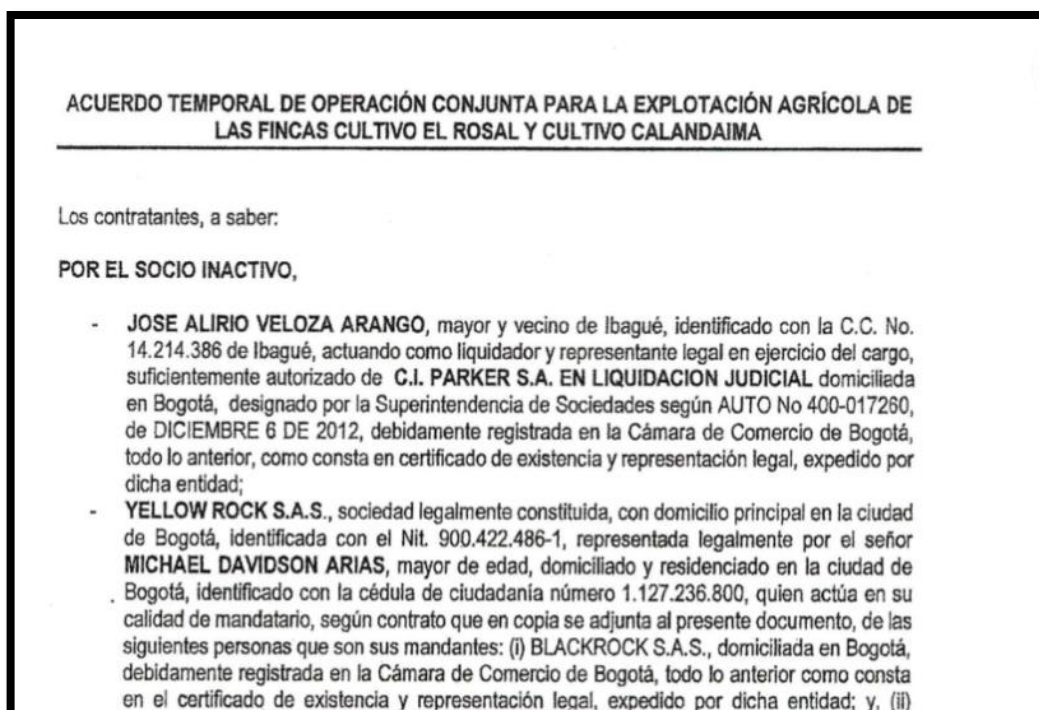 ACUERDO TEMPORAL DE OPERACIÓN CONJUNTA PARA LA EXPLOTACIÓN AGRÍCOLA DE
LAS FINCAS CULTIVO EL ROSAL Y CULTIVO CALANDAIMA
Los contratantes, a saber:
POR EL SOCIO INACTIVO,
- JOSE ALIRIO VELOZA ARANGO, mayor y vecino de Ibagué, identificado con la C.C. No.
14.214.386 de Ibagué, actuando como liquidador y representante legal en ejercicio del cargo,
suficientemente autorizado de C.I. PARKER S.A. EN LIQUIDACION JUDICIAL domiciliada
en Bogotá, designado por la Superintendencia de Sociedades según AUTO No 400-017260,
de DICIEMBRE 6 DE 2012, debidamente registrada en la Cámara de Comercio de Bogotá,
todo lo anterior, como consta en certificado de existencia y representación legal, expedido por
dicha entidad;
- YELLOW ROCK S.A.S., sociedad legalmente constituida, con domicilio principal en la ciudad
de Bogotá, identificada con el Nit. 900.422.486-1, representada legalmente por el señor
MICHAEL DAVIDSON ARIAS, mayor de edad, domiciliado y residenciado en la ciudad de
Bogotá, identificado con la cédula de ciudadanía número 1.127.236.800, quien actúa en su
calidad de mandatario, según contrato que en copia se adjunta al presente documento, de las
siguientes personas que son sus mandantes: (i) BLACKROCK S.A.S., domiciliada en Bogotá,
debidamente registrada en la Cámara de Comercio de Bogotá, todo lo anterior como consta
en el certificado de existencia y representación legal, expedido por dicha entidad; y, (ii)